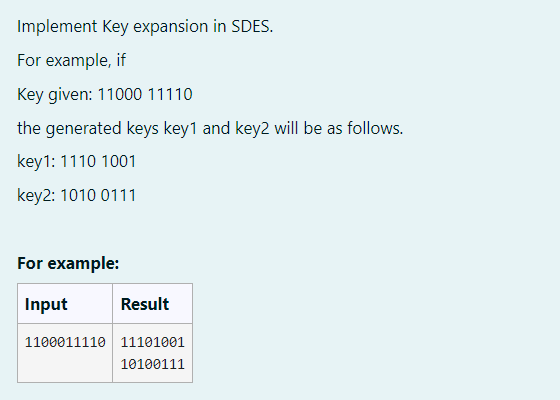 Implement Key expansion in SDES.
For example, if
Key given: 11000 11110
the generated keys key1 and key2 will be as follows.
key1: 1110 1001
key2: 1010 0111
For example:
Input Result
1100011110 11101001
10100111